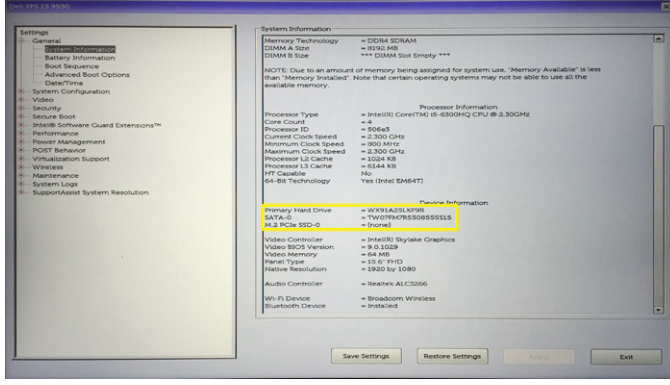 Dell XPS 15 9550
Settings
General
System Information
Battery Information
Boot Sequence
Advanced Boot Options
Date/Time
System Configuration
Video
Security
Secure Boot
Intel® Software Guard Extensions™
Performance
Power Management
POST Behavior
Virtualization Support
Wireless
Maintenance
System Logs
SupportAssist System Resolution
System Information
Memory Technology = DDR4 SDRAM
DIMM A Size = 8192 MB
DIMM B Size *** DIMM Slot Empty ***
NOTE: Due to an amount of memory being assigned for system use, "Memory Available" is less
than "Memory Installed". Note that certain operating systems may not be able to use all the
available memory.
Processor Information
Processor Type = Intel(R) Core(TM) i5-6300HQ CPU @ 2.30GHz
Core Count = 4
Processor ID = 506e3
Current Clock Speed = 2.300 GHz
Minimum Clock Speed = 800 MHz
Maximum Clock Speed = 2.300 GHz
Processor L2 Cache = 1024 KB
Processor L3 Cache = 6144 KB
HT Capable No
64-Bit Technology Yes (Intel EM64T)
Device Information
Primary Hard Drive
SATA-0
M.2 PCIe SSD-0 = (none)
Video Controller = Intel(R) Skylake Graphics
Video BIOS Version = 9.0.1029
Video Memory = 64 MB
Panel Type = 15.6" FHD
Native Resolution = 1920 by 1080
Audio Controller = Realtek ALC3266
Wi-Fi Device = Broadcom Wireless
Bluetooth Device = Installed
Save Settings
Restore Settings
Apply
Exit